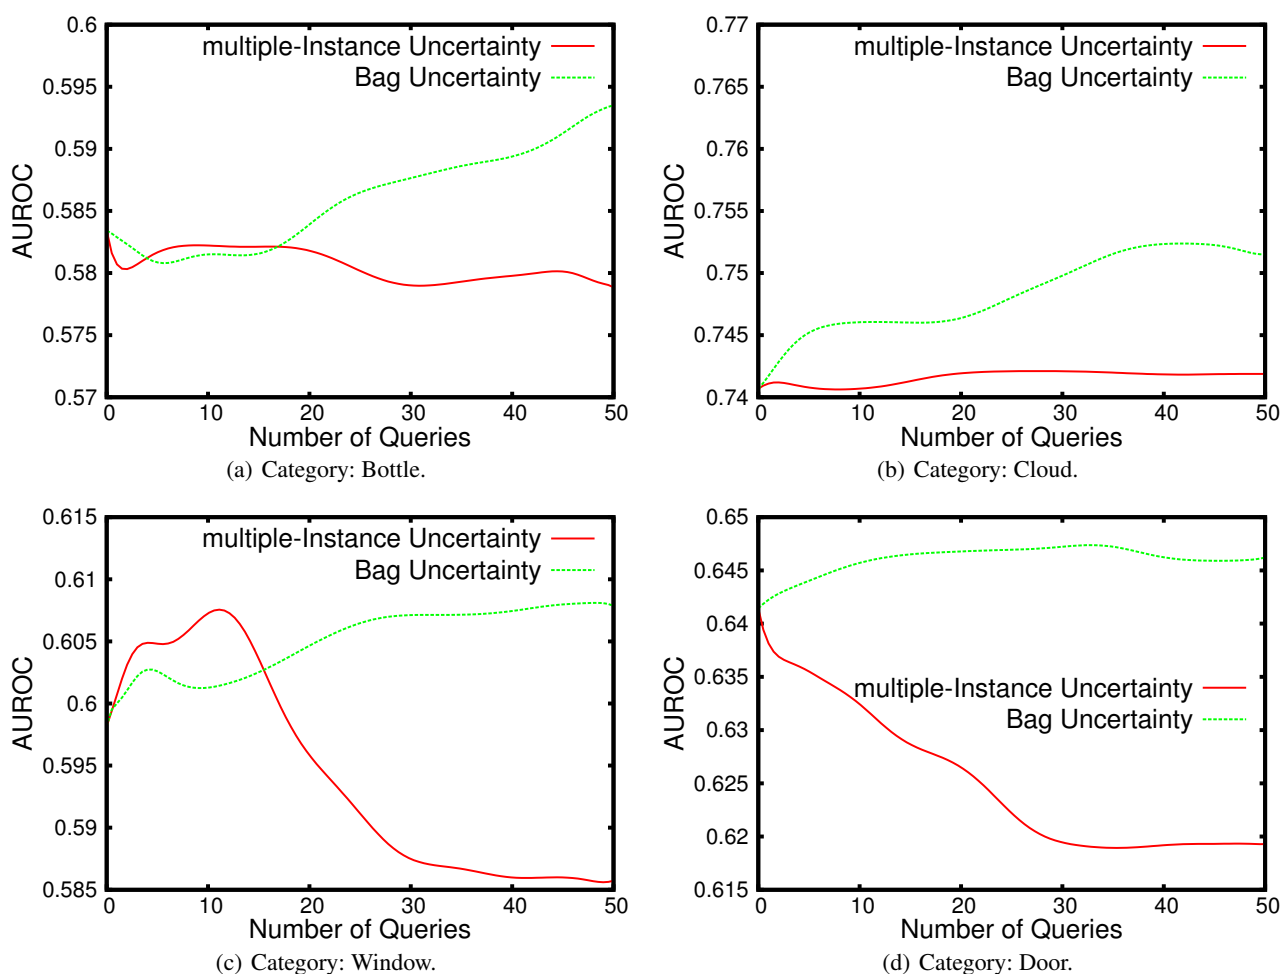 0.6
0.595
0.59
0.585
0.58
0.575
0.57
AUROC
multiple-Instance Uncertainty
Bag Uncertainty
0 10 20 30 40 50
Number of Queries
(a) Category: Bottle.
0.77
0.765
0.76
0.755
0.75
0.745
0.74
AUROC
multiple-Instance Uncertainty
Bag Uncertainty
0 10 20 30 40 50
Number of Queries
(b) Category: Cloud.
0.615
0.61
0.605
0.6
0.595
0.59
0.585
AUROC
multiple-Instance Uncertainty
Bag Uncertainty
0 10 20 30 40 50
Number of Queries
(c) Category: Window.
0.65
0.645
0.64
0.635
0.63
0.625
0.62
0.615
AUROC
multiple-Instance Uncertainty
Bag Uncertainty
0 10 20 30 40 50
Number of Queries
(d) Category: Door.